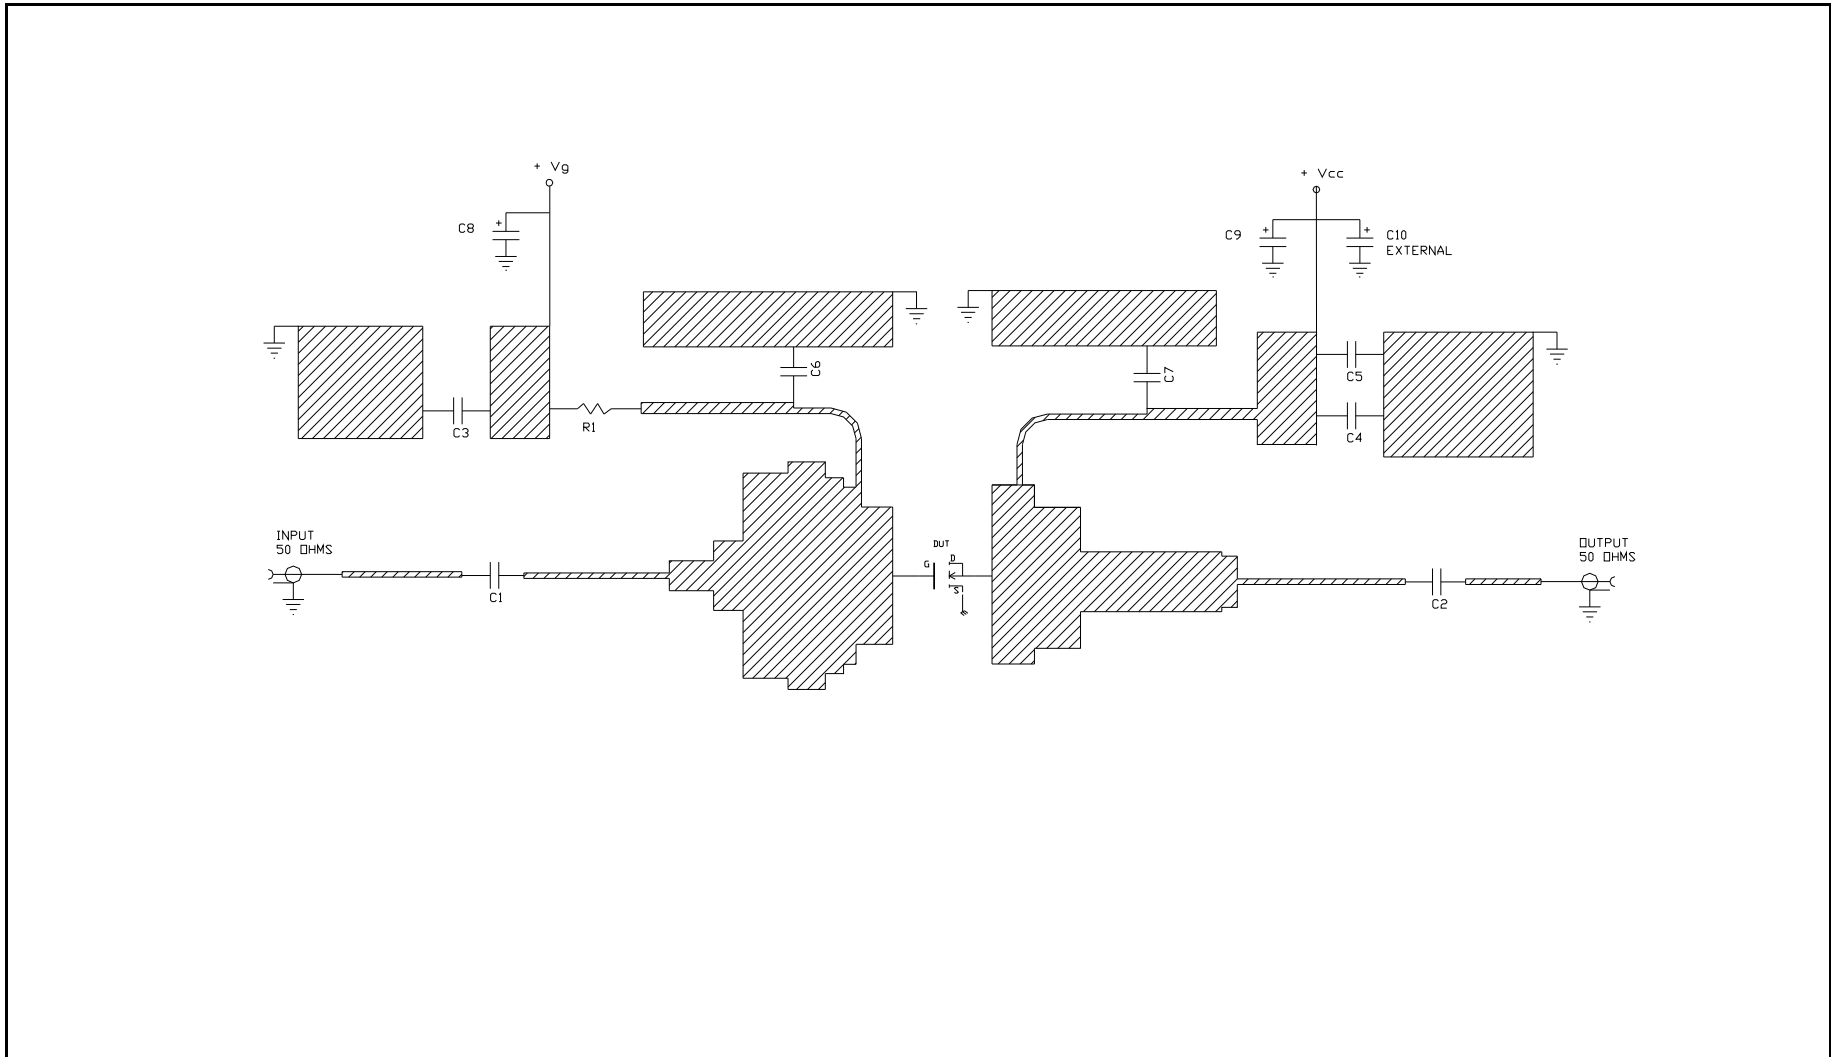 + Vg
+ Vcc
C8
C9
C10
EXTERNAL
C6
C7
C5
C3
R1
C4
INPUT
50 OHMS
DUT
G
D
S
OUTPUT
50 OHMS
C1
C2